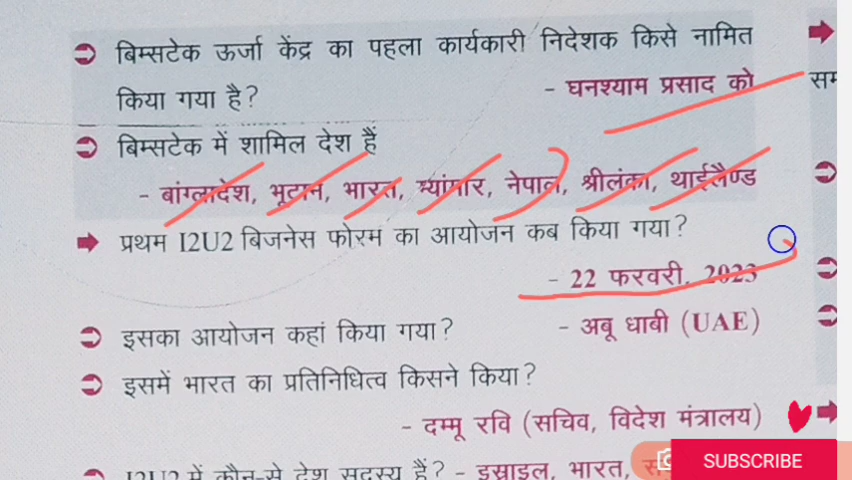 बिम्सटेक ऊर्जा केंद्र का पहला कार्यकारी निदेशक किसे नामित
किया गया है?
- घनश्याम प्रसाद को
बिम्सटेक में शामिल देश हैं
- बांग्लादेश, भूटान, भारत, म्यांमार, नेपाल, श्रीलंका, थाईलैण्ड
प्रथम I2U2 बिजनेस फोरम का आयोजन कब किया गया?
- 22 फरवरी, 2023
इसका आयोजन कहां किया गया?
- अबू धाबी (UAE)
इसमें भारत का प्रतिनिधित्व किसने किया?
- दम्मू रवि (सचिव, विदेश मंत्रालय)
I2U2 में कौन-से देश सदस्य हैं? - इस्राइल, भारत,
SUBSCRIBE